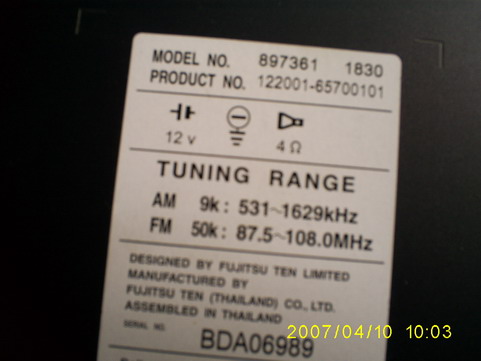 MODEL NO. 897361 1830
PRODUCT NO. 122001-65700101
12 v 4 Ω
TUNING RANGE
AM 9k: 531~1629kHz
FM 50k: 87.5~108.0MHz
DESIGNED BY FUJITSU TEN LIMITED
MANUFACTURED BY
FUJITSU TEN (THAILAND) CO., LTD.
ASSEMBLED IN THAILAND
SERIAL NO. BDA06989
2007/04/10 10:03